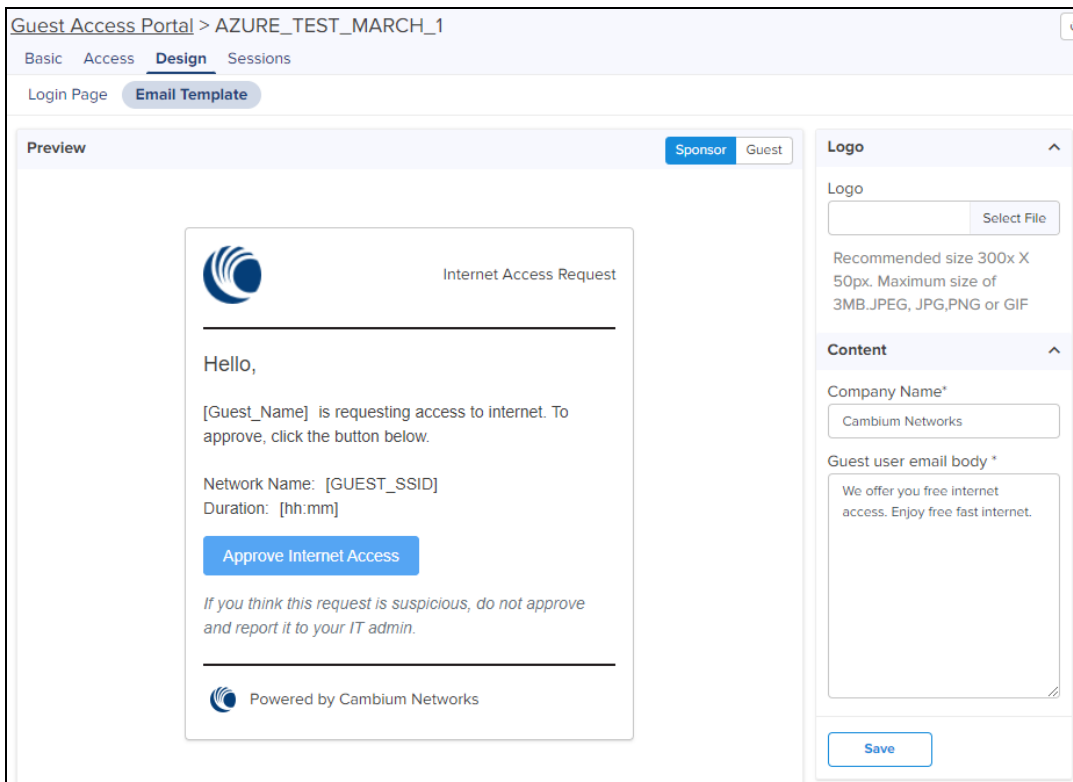 Guest Access Portal > AZURE_TEST_MARCH_1
Basic Access Design Sessions
Login Page Email Template
Preview
Sponsor Guest
Internet Access Request
Hello,
[Guest_Name] is requesting access to internet. To
approve, click the button below.
Network Name: [GUEST_SSID]
Duration: [hh:mm]
Approve Internet Access
If you think this request is suspicious, do not approve
and report it to your IT admin.
Powered by Cambium Networks
Logo
Logo
Select File
Recommended size 300x X
50px. Maximum size of
3MB.JPEG, JPG,PNG or GIF
Content
Company Name*
Cambium Networks
Guest user email body *
We offer you free internet
access. Enjoy free fast internet.
Save